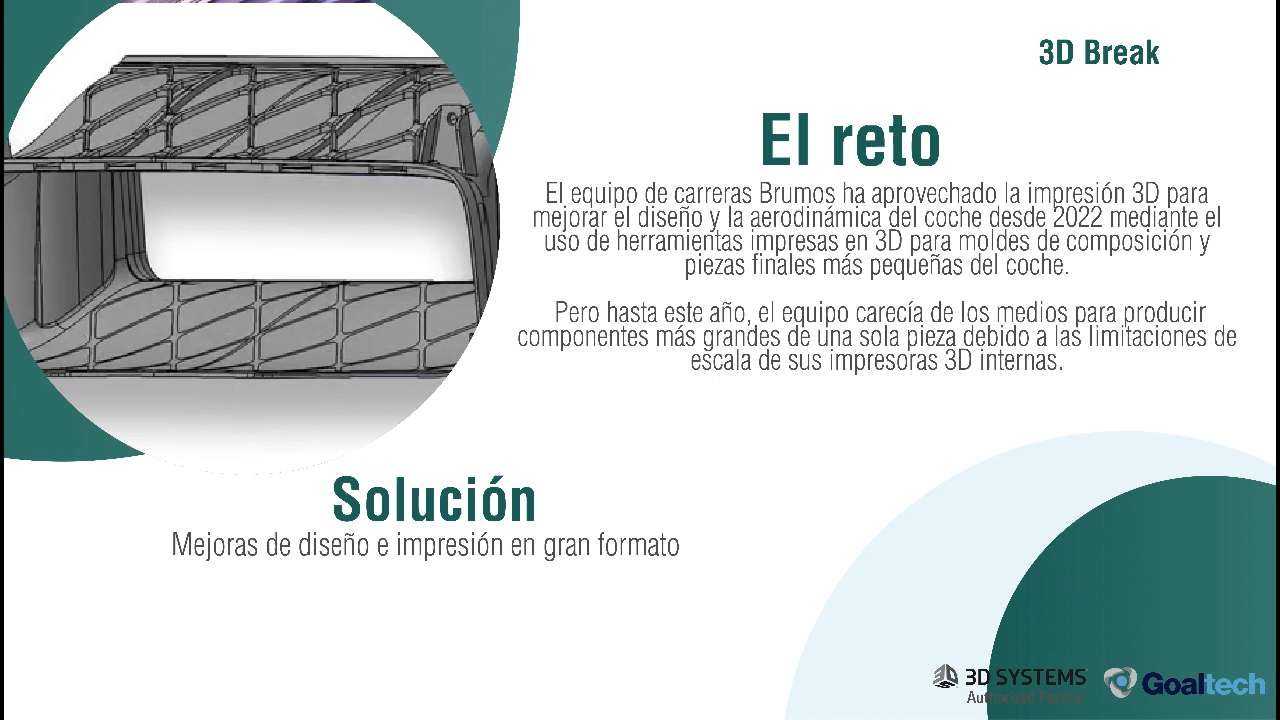 3D Break
El reto
El equipo de carreras Brumos ha aprovechado la impresión 3D para
mejorar el diseño y la aerodinámica del coche desde 2022 mediante el
uso de herramientas impresas en 3D para moldes de composición y
piezas finales más pequeñas del coche.
Pero hasta este año, el equipo carecía de los medios para producir
componentes más grandes de una sola pieza debido a las limitaciones de
escala de sus impresoras 3D internas.
Solución
Mejoras de diseño e impresión en gran formato
3D SYSTEMS
Authorized Partner
Goaltech